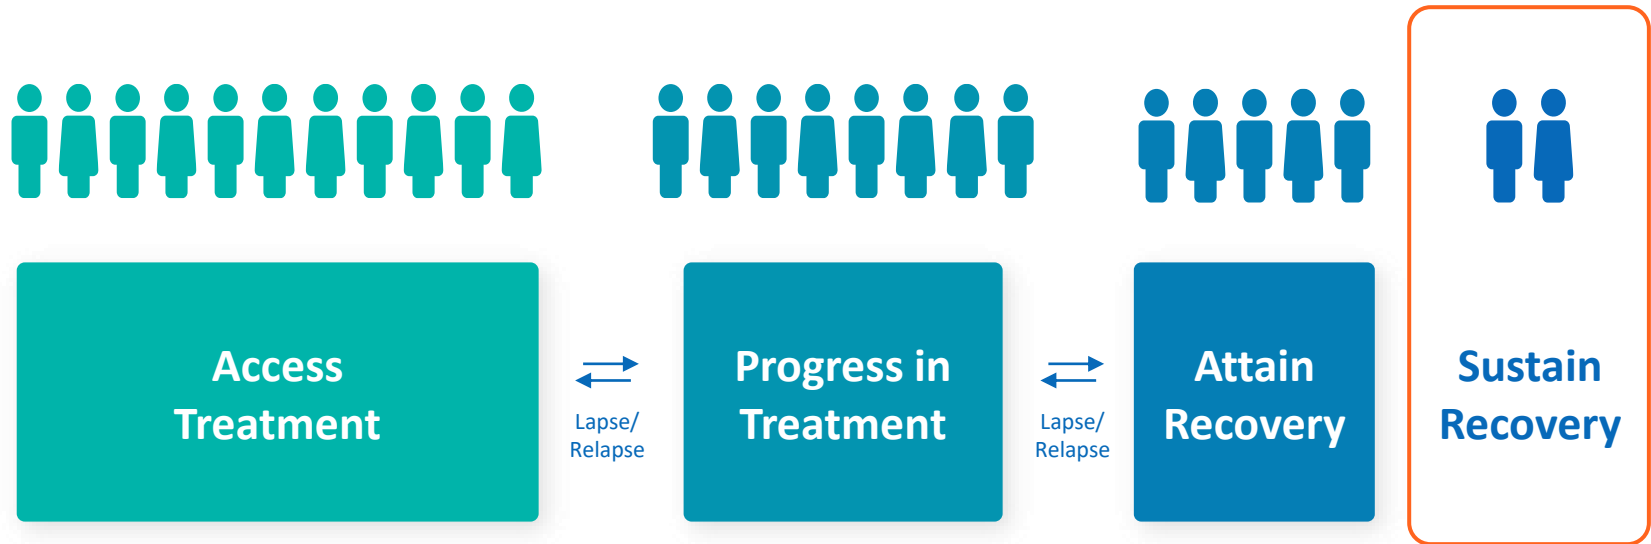 Access
Treatment
Lapse/
Relapse
Progress in
Treatment
Lapse/
Relapse
Attain
Recovery
Sustain
Recovery